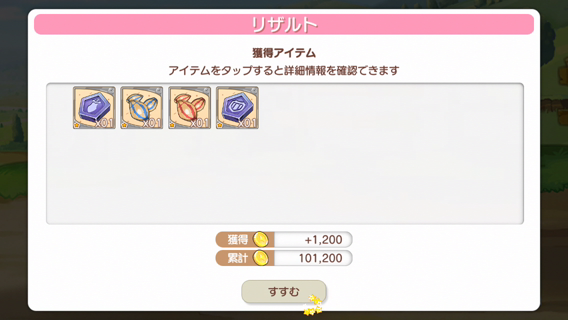 リザルト
獲得アイテム
アイテムをタップすると詳細情報を確認できます
x01 x01 x01 x01
獲得 +1,200
累計 101,200
すすむ